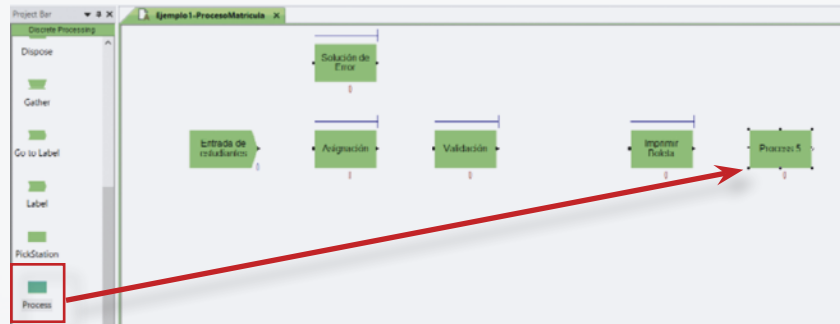 Project Bar
Ejemplo1-ProcesoMatricula
Discrete Processing
Dispose
Gather
Go to Label
Label
PickStation
Process
Solución de
Error
0
Entrada de
estudiantes
0
Asignación
0
Validación
0
Imprimir
Boleta
0
Process 5
0